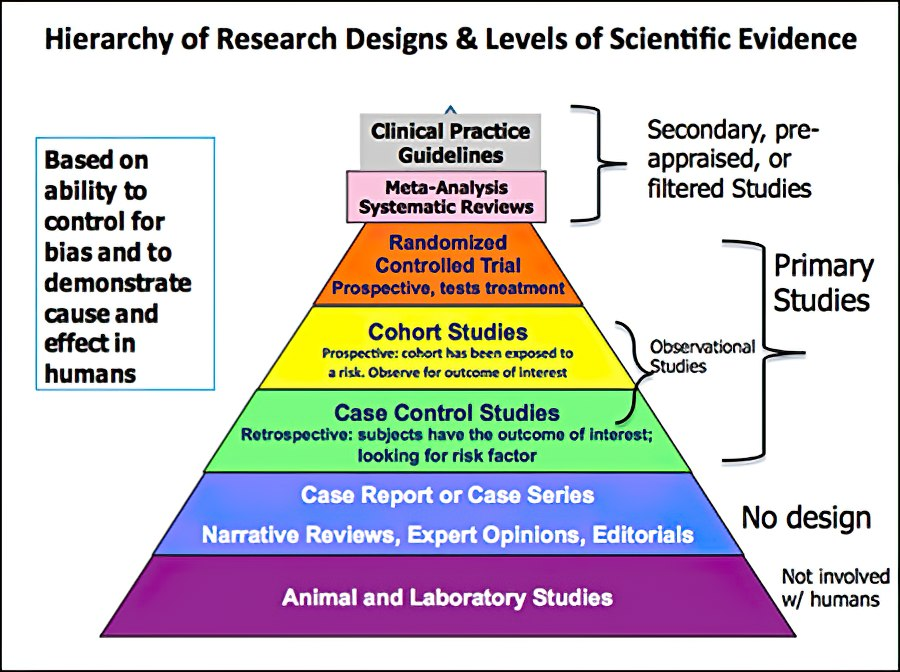 Hierarchy of Research Designs & Levels of Scientific Evidence
Based on
ability to
control for
bias and to
demonstrate
cause and
effect in
humans
Clinical Practice
Guidelines
Meta-Analysis
Systematic Reviews
Secondary, pre-
appraised, or
filtered Studies
Randomized
Controlled Trial
Prospective, tests treatment
Cohort Studies
Prospective: cohort has been exposed to
a risk. Observe for outcome of interest
Case Control Studies
Retrospective: subjects have the outcome of interest;
looking for risk factor
Observational
Studies
Primary
Studies
Case Report or Case Series
Narrative Reviews, Expert Opinions, Editorials
No design
Animal and Laboratory Studies
Not involved
w/ humans